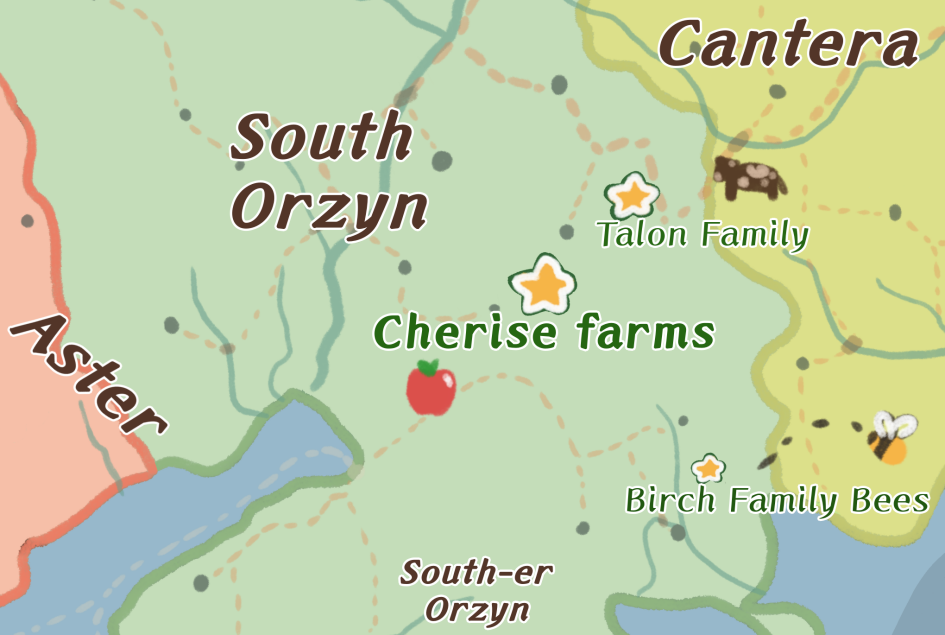 Cantera
South
Orzyn
Talon Family
Cherise farms
Aster
Birch Family Bees
South-er
Orzyn